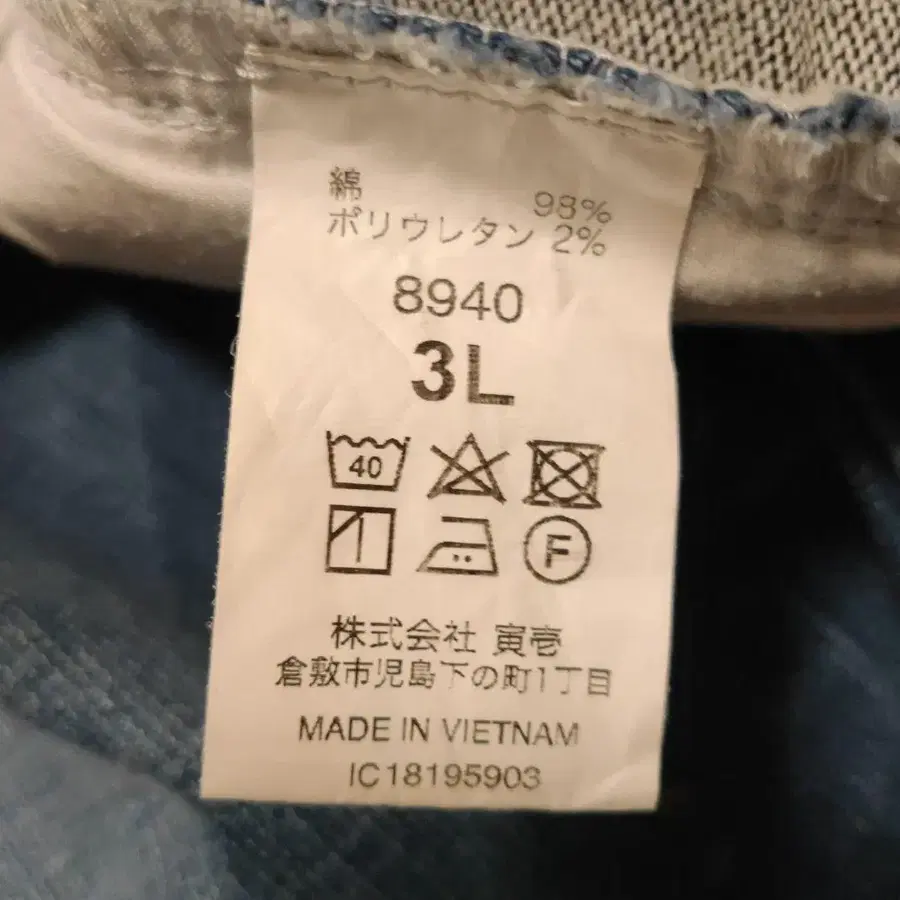 綿 98%
ポリウレタン 2%
8940
3L
40
F
株式会社 寅壱
倉敷市児島下の町1丁目
MADE IN VIETNAM
IC18195903